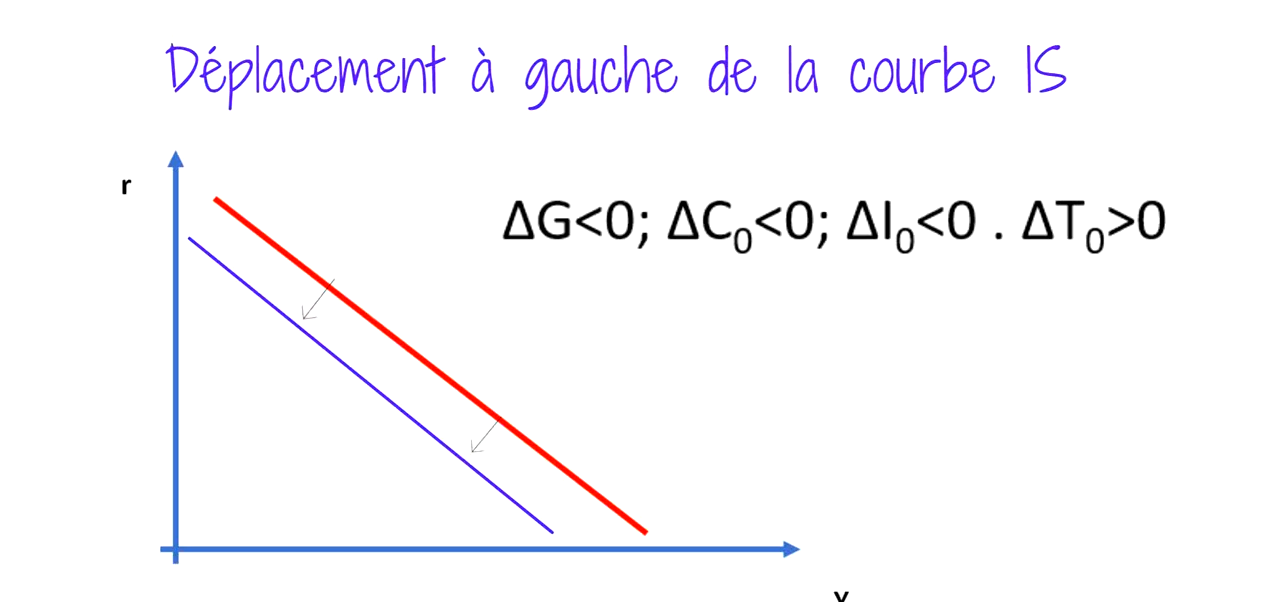 Déplacement à gauche de la courbe IS
r
ΔG<0; ΔC₀<0; ΔI₀<0 . ΔT₀>0